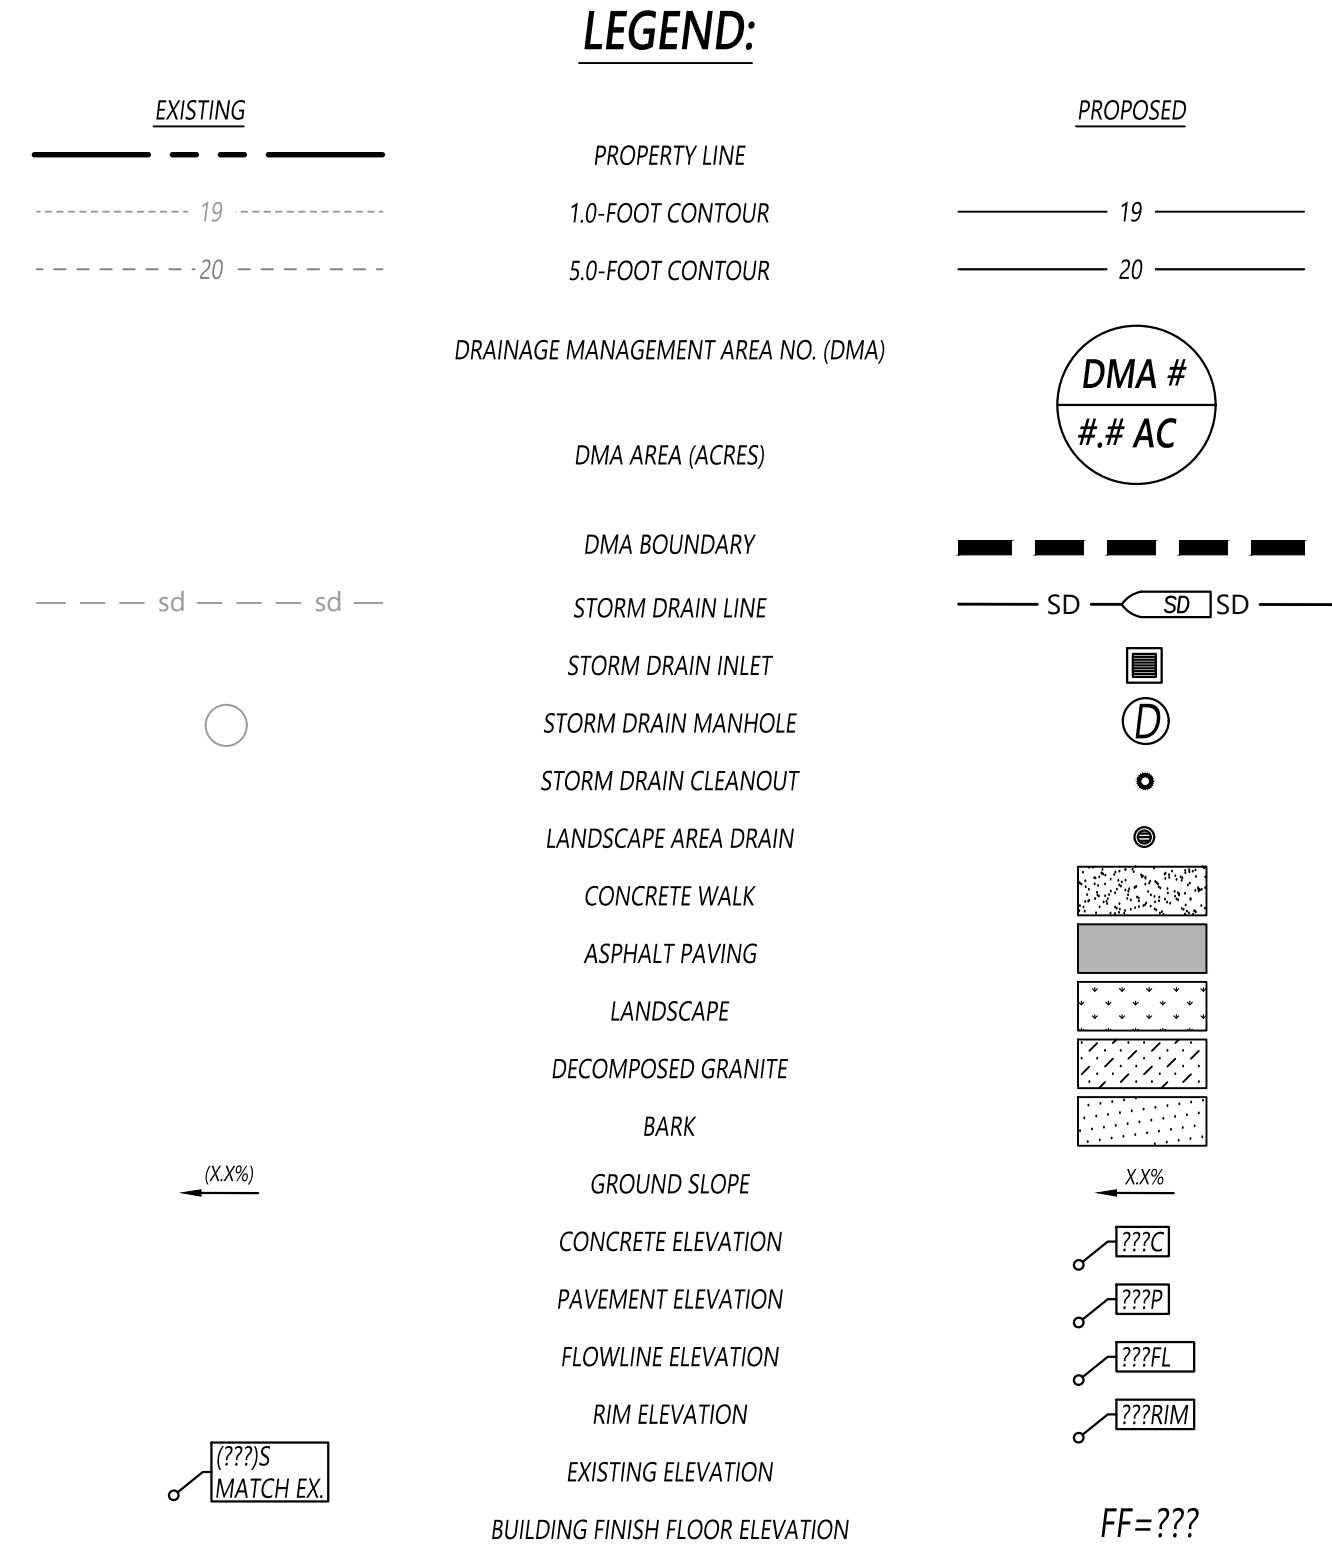 LEGEND:
EXISTING
PROPOSED
PROPERTY LINE
19 1.0-FOOT CONTOUR 19
20 5.0-FOOT CONTOUR 20
DRAINAGE MANAGEMENT AREA NO. (DMA)
DMA #
#.# AC
DMA AREA (ACRES)
DMA BOUNDARY
sd sd STORM DRAIN LINE SD SD SD
STORM DRAIN INLET
STORM DRAIN MANHOLE D
STORM DRAIN CLEANOUT
LANDSCAPE AREA DRAIN
CONCRETE WALK
ASPHALT PAVING
LANDSCAPE
DECOMPOSED GRANITE
BARK
(X.X%) GROUND SLOPE X.X%
CONCRETE ELEVATION ???C
PAVEMENT ELEVATION ???P
FLOWLINE ELEVATION ???FL
RIM ELEVATION ???RIM
(???)S
MATCH EX.
EXISTING ELEVATION
BUILDING FINISH FLOOR ELEVATION FF=???